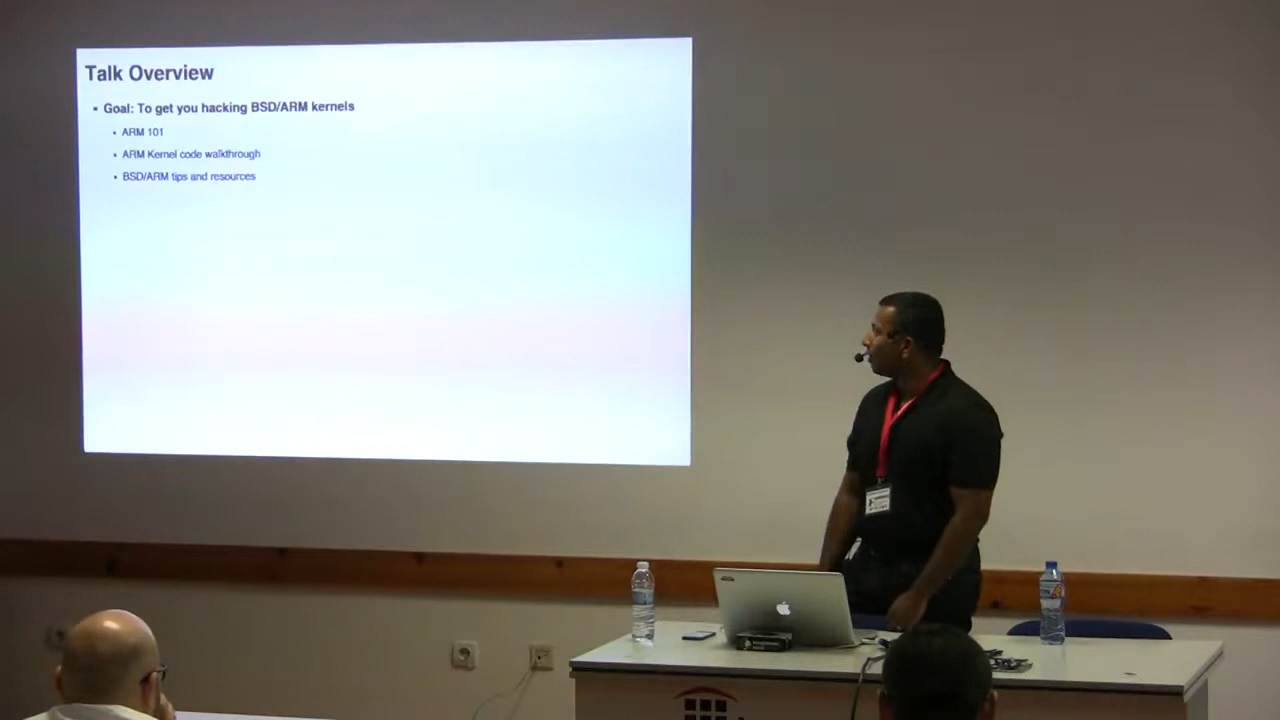 Talk Overview
Goal: To get you hacking BSD/ARM kernels
ARM 101
ARM Kernel code walkthrough
BSD/ARM tips and resources